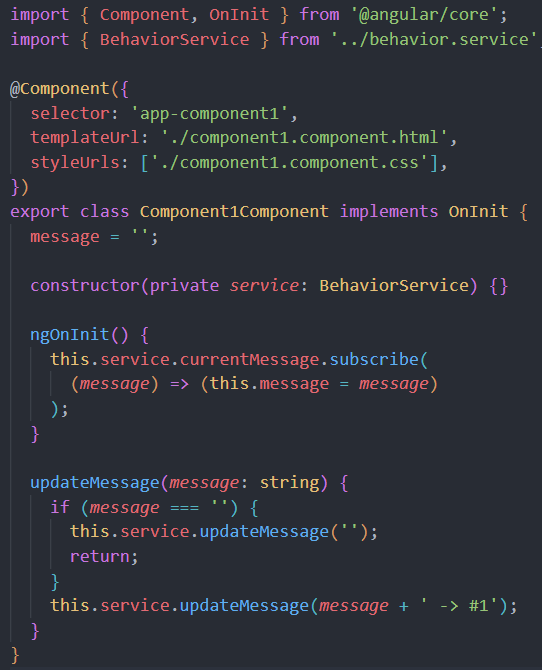 import { Component, OnInit } from '@angular/core';
import { BehaviorService } from '../behavior.service'

@Component({
  selector: 'app-component1',
  templateUrl: './component1.component.html',
  styleUrls: ['./component1.component.css'],
})
export class Component1Component implements OnInit {
  message = '';

  constructor(private service: BehaviorService) {}

  ngOnInit() {
    this.service.currentMessage.subscribe(
      (message) => (this.message = message)
    );
  }

  updateMessage(message: string) {
    if (message === '') {
      this.service.updateMessage('');
      return;
    }
    this.service.updateMessage(message + ' -> #1');
  }
}